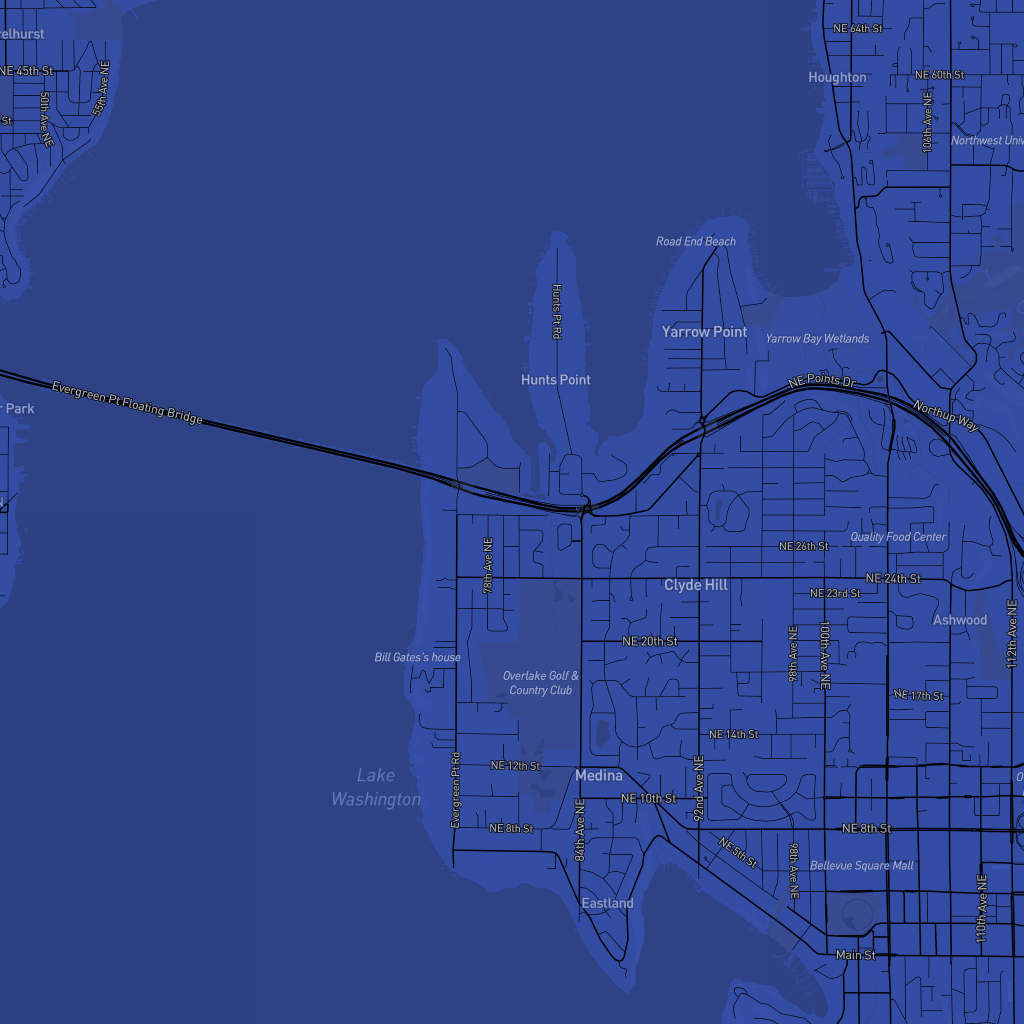 NE 64th St
elhurst
NE 45th St
55th Ave NE
Houghton
NE 60th St
50th Ave NE
St
106th Ave NE
Northwest Univ
Road End Beach
Hunts Pt Rd
Yarrow Point
Yarrow Bay Wetlands
Hunts Point
NE Points Dr
Evergreen Pt Floating Bridge
r Park
Northup Way
Quality Food Center
NE 26th St
78th Ave NE
Clyde Hill
NE 24th St
NE 23rd St
Ashwood
112th Ave NE
NE 20th St
98th Ave NE
100th Ave NE
Bill Gates's house
Overlake Golf &
Country Club
NE 17th St
NE 14th St
Lake
Washington
Evergreen Pt Rd
NE 12th St
Medina
92nd Ave NE
NE 10th St
84th Ave NE
NE 8th St
NE 8th St
NE 5th St
98th Ave NE
Bellevue Square Mall
Eastland
110th Ave NE
Main St